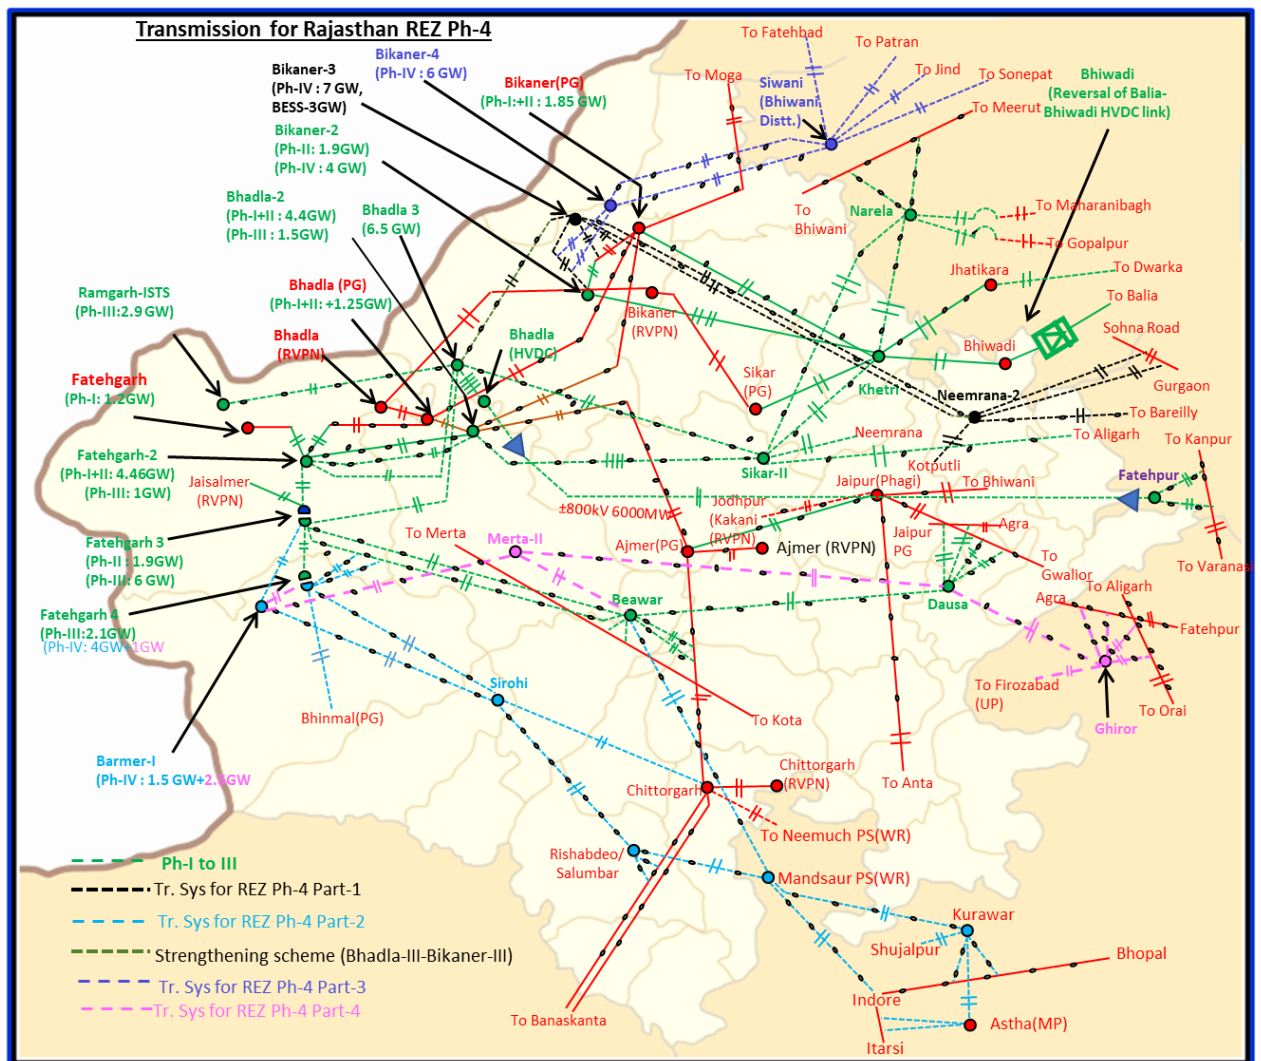 Transmission for Rajasthan REZ Ph-4
Bikaner-4
(Ph-IV : 6 GW)
Bikaner-3
(Ph-IV : 7 GW,
BESS-3GW)
Bikaner(PG)
(Ph-I:+II : 1.85 GW)
Bikaner-2
(Ph-II: 1.9GW)
(Ph-IV : 4 GW)
Bhadla-2
(Ph-I+II : 4.4GW)
(Ph-III : 1.5GW)
Bhadla 3
(6.5 GW)
Bhadla (PG)
(Ph-I+II: +1.25GW)
Ramgarh-ISTS
(Ph-III:2.9 GW)
Bhadla
(RVPN)
Bhadla
(HVDC)
Fatehgarh
(Ph-I: 1.2GW)
Fatehgarh-2
(Ph-I+II: 4.46GW)
(Ph-III: 1GW)
Jaisalmer
(RVPN)
Fatehgarh 3
(Ph-II : 1.9GW)
(Ph-III: 6 GW)
Fatehgarh 4
(Ph-III:2.1GW)
(Ph-IV: 4GW+1GW
Barmer-I
(Ph-IV : 1.5 GW+2.5GW
To Fatehbad
To Patran
To Jind
To Sonepat
To Meerut
To Moga
Siwani
(Bhiwani
Distt.)
Bhiwadi
(Reversal of Balia-
Bhiwadi HVDC link)
To
Bhiwani
Narela
To Maharanibagh
To Gopalpur
Jhatikara
To Dwarka
To Balia
Bhiwadi
Sohna Road
Gurgaon
Bikaner
(RVPN)
Sikar
(PG)
Khetri
Neemrana-2
To Bareilly
Neemrana
To Aligarh
To Kanpur
Sikar-II
Kotputli
Jaipur(Phagi)
To Bhiwani
Fatehpur
±800kV 6000MW
Jodhpur
(Kakani
(RVPN)
Jaipur
PG
Agra
To
Gwalior
To Varanasi
To Merta
Merta-II
Ajmer(PG)
Ajmer (RVPN)
Beawar
Dausa
To Aligarh
Agra
Fatehpur
To Firozabad
(UP)
To Orai
Ghiror
Sirohi
Bhinmal(PG)
To Kota
To Anta
Chittorgarh
Chittorgarh
(RVPN)
To Neemuch PS(WR)
Rishabdeo/
Salumbar
Mandsaur PS(WR)
Kurawar
Shujalpur
Bhopal
Indore
Astha(MP)
Itarsi
To Banaskanta
Ph-I to III
Tr. Sys for REZ Ph-4 Part-1
Tr. Sys for REZ Ph-4 Part-2
Strengthening scheme (Bhadla-III-Bikaner-III)
Tr. Sys for REZ Ph-4 Part-3
Tr. Sys for REZ Ph-4 Part-4